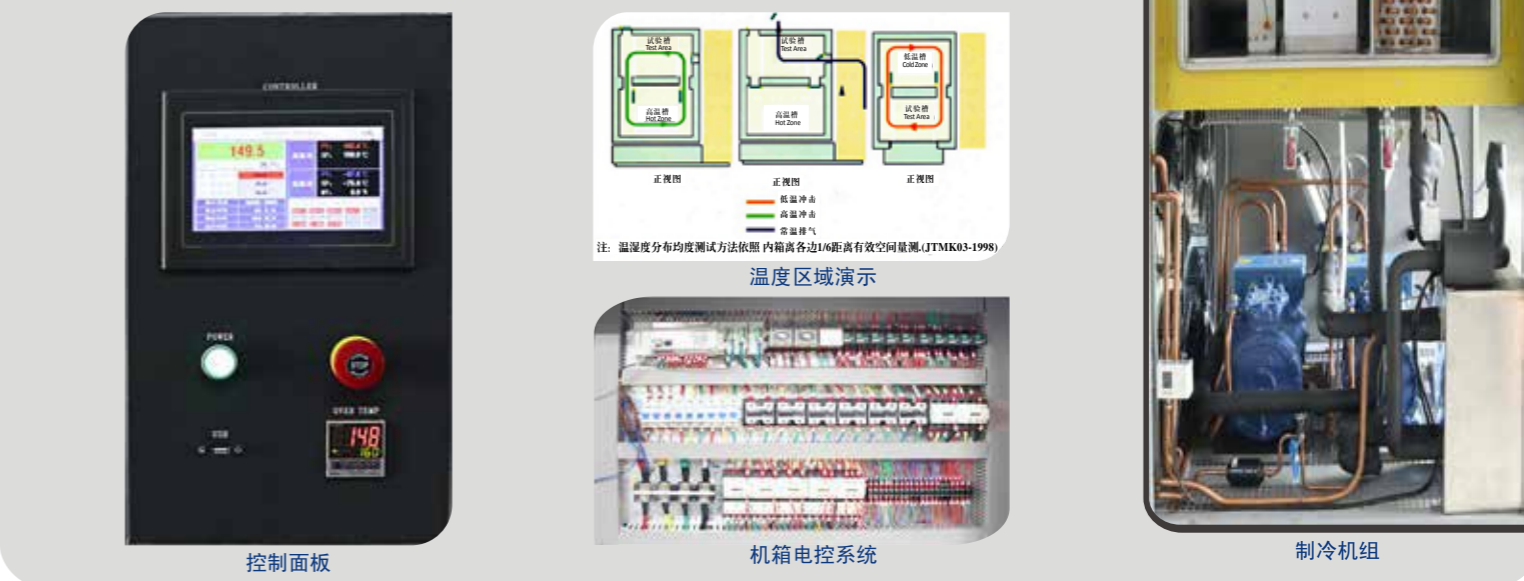 CONTROLLER
149.5
POWER
STOP
OVER TEMP
148
160
USB
控制面板
试验槽
Test Area
高温槽
Hot Zone
正视图
试验槽
Test Area
高温槽
Hot Zone
正视图
低温槽
Cold Zone
试验槽
Test Area
正视图
低温冲击
高温冲击
常温排气
注: 温湿度分布均度测试方法依照 内箱离各边1/6距离有效空间量测.(JTMK03-1998)
温度区域演示
机箱电控系统
制冷机组